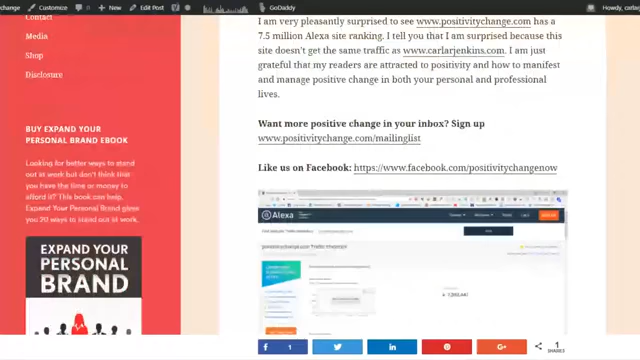 change
Customize
0
New
Edit Post
GoDaddy
Howdy, carlar
Contact
Media
Shop
Disclosure
BUY EXPAND YOUR
PERSONAL BRAND EBOOK
Looking for better ways to stand
out at work but don't think that
you have the time or money to
afford it? This book can help.
Expand Your Personal Brand gives
you 20 ways to stand out at work.
EXPAND YOUR
PERSONAL
BRAND
I am very pleasantly surprised to see www.positivitychange.com has a
7.5 million Alexa site ranking. I tell you that I am surprised because this
site doesn't get the same traffic as www.carlarjenkins.com. I am just
grateful that my readers are attracted to positivity and how to manifest
and manage positive change in both your personal and professional
lives.
Want more positive change in your inbox? Sign up
www.positivitychange.com/mailinglist
Like us on Facebook: https://www.facebook.com/positivitychangenow
Alexa
positivitychange.com Traffic Statistics
1
1
SHARES